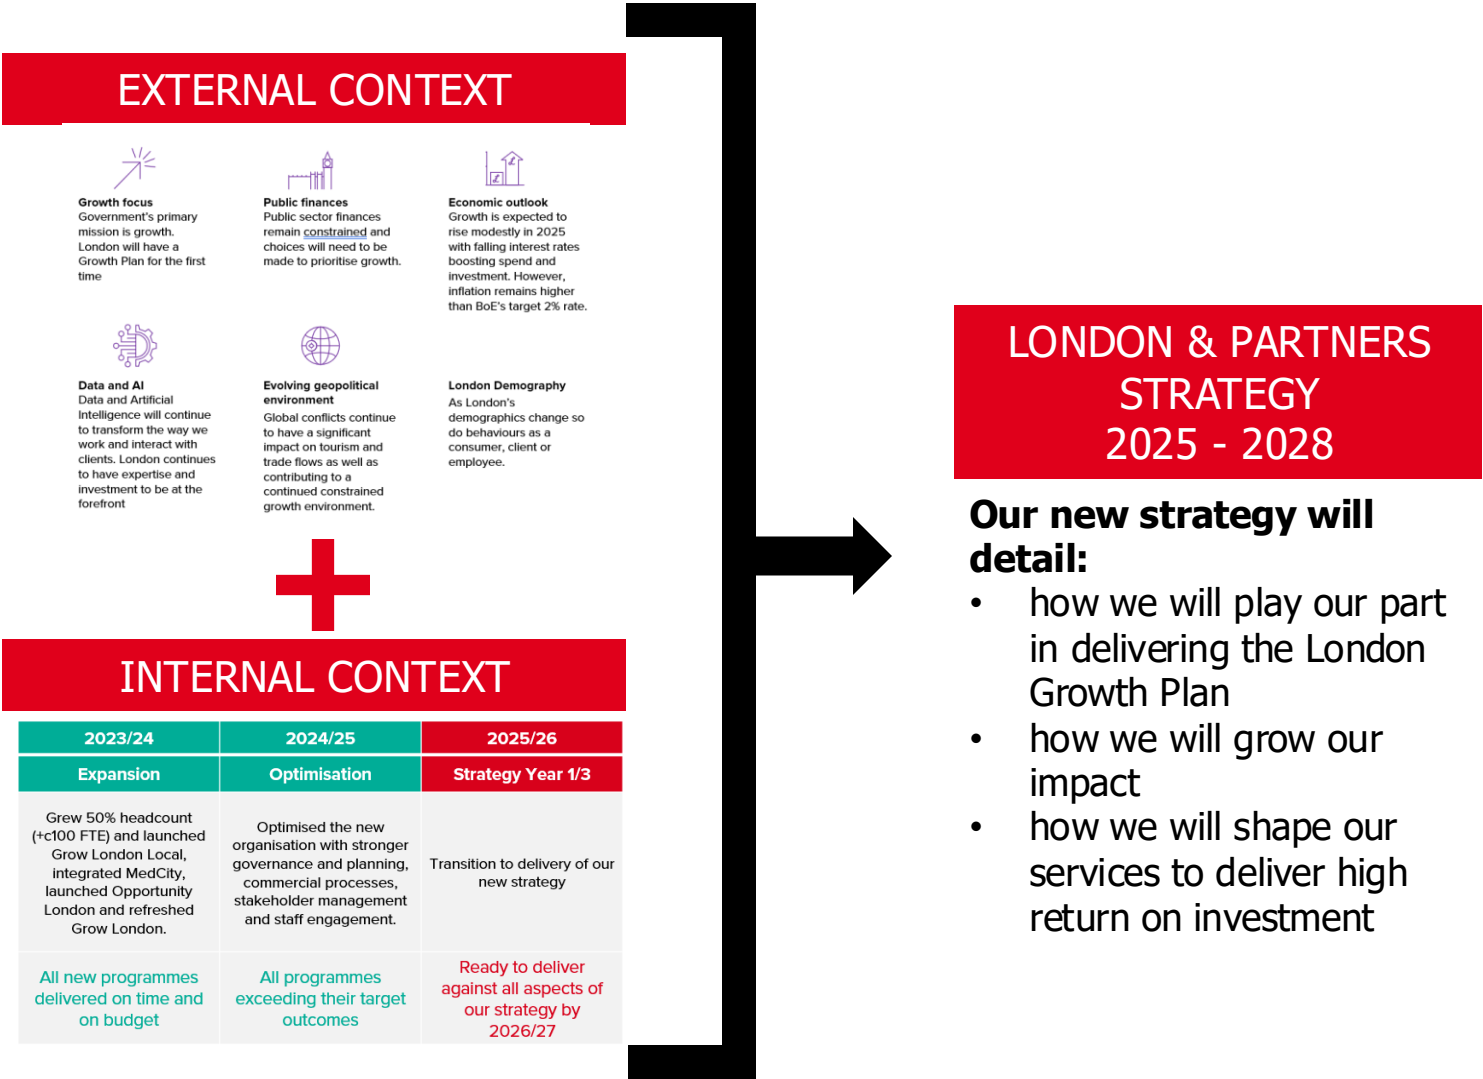 EXTERNAL CONTEXT
Growth focus
Government's primary
mission is growth.
London will have a
Growth Plan for the first
time
Public finances
Public sector finances
remain constrained and
choices will need to be
made to prioritise growth.
Economic outlook
Growth is expected to
rise modestly in 2025
with falling interest rates
boosting spend and
investment. However,
inflation remains higher
than BoE's target 2% rate.
Data and AI
Data and Artificial
Intelligence will continue
to transform the way we
work and interact with
clients. London continues
to have expertise and
investment to be at the
forefront
Evolving geopolitical
environment
Global conflicts continue
to have a significant
impact on tourism and
trade flows as well as
contributing to a
continued constrained
growth environment.
London Demography
As London's
demographics change so
do behaviours as a
consumer, client or
employee.
INTERNAL CONTEXT
2023/24
2024/25
2025/26
Expansion
Optimisation
Strategy Year 1/3
Grew 50% headcount
(+c100 FTE) and launched
Grow London Local,
integrated MedCity,
launched Opportunity
London and refreshed
Grow London.
Optimised the new
organisation with stronger
governance and planning,
commercial processes,
stakeholder management
and staff engagement.
Transition to delivery of our
new strategy
All new programmes
delivered on time and
on budget
All programmes
exceeding their target
outcomes
Ready to deliver
against all aspects of
our strategy by
2026/27
LONDON & PARTNERS
STRATEGY
2025 - 2028
Our new strategy will
detail:
• how we will play our part
in delivering the London
Growth Plan
• how we will grow our
impact
• how we will shape our
services to deliver high
return on investment